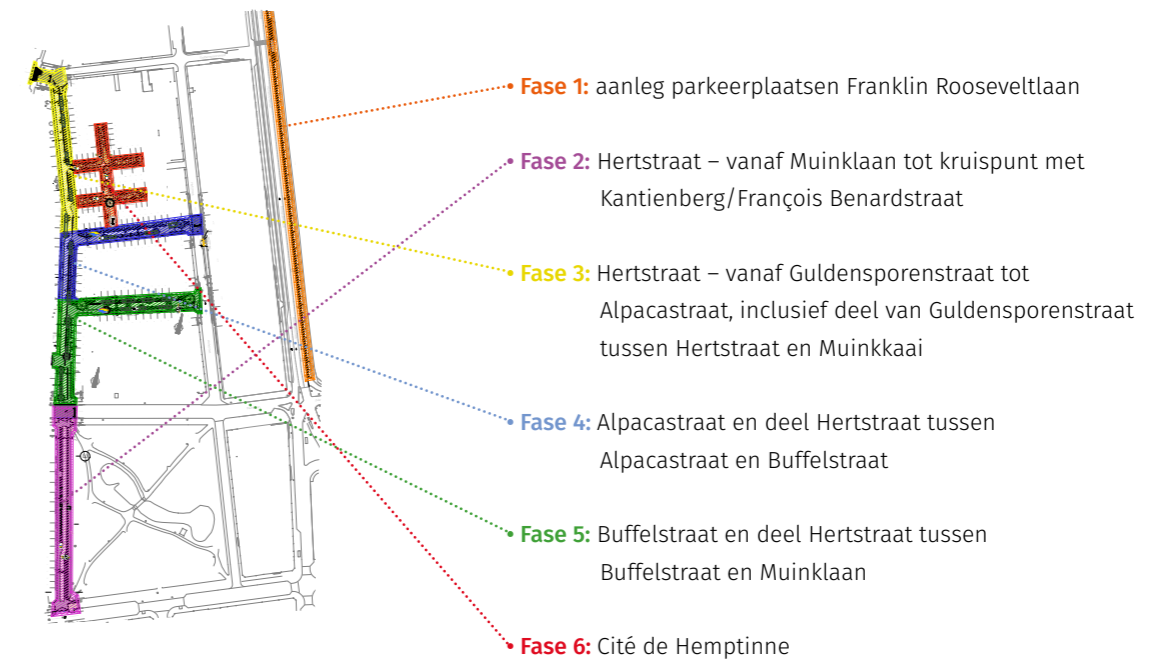 • Fase 1: aanleg parkeerplaatsen Franklin Rooseveltlaan
• Fase 2: Hertstraat – vanaf Muinklaan tot kruispunt met
Kantienberg/François Benardstraat
• Fase 3: Hertstraat – vanaf Guldensporenstraat tot
Alpacastraat, inclusief deel van Guldensporenstraat
tussen Hertstraat en Muinkkaai
• Fase 4: Alpacastraat en deel Hertstraat tussen
Alpacastraat en Buffelstraat
• Fase 5: Buffelstraat en deel Hertstraat tussen
Buffelstraat en Muinklaan
• Fase 6: Cité de Hemptinne